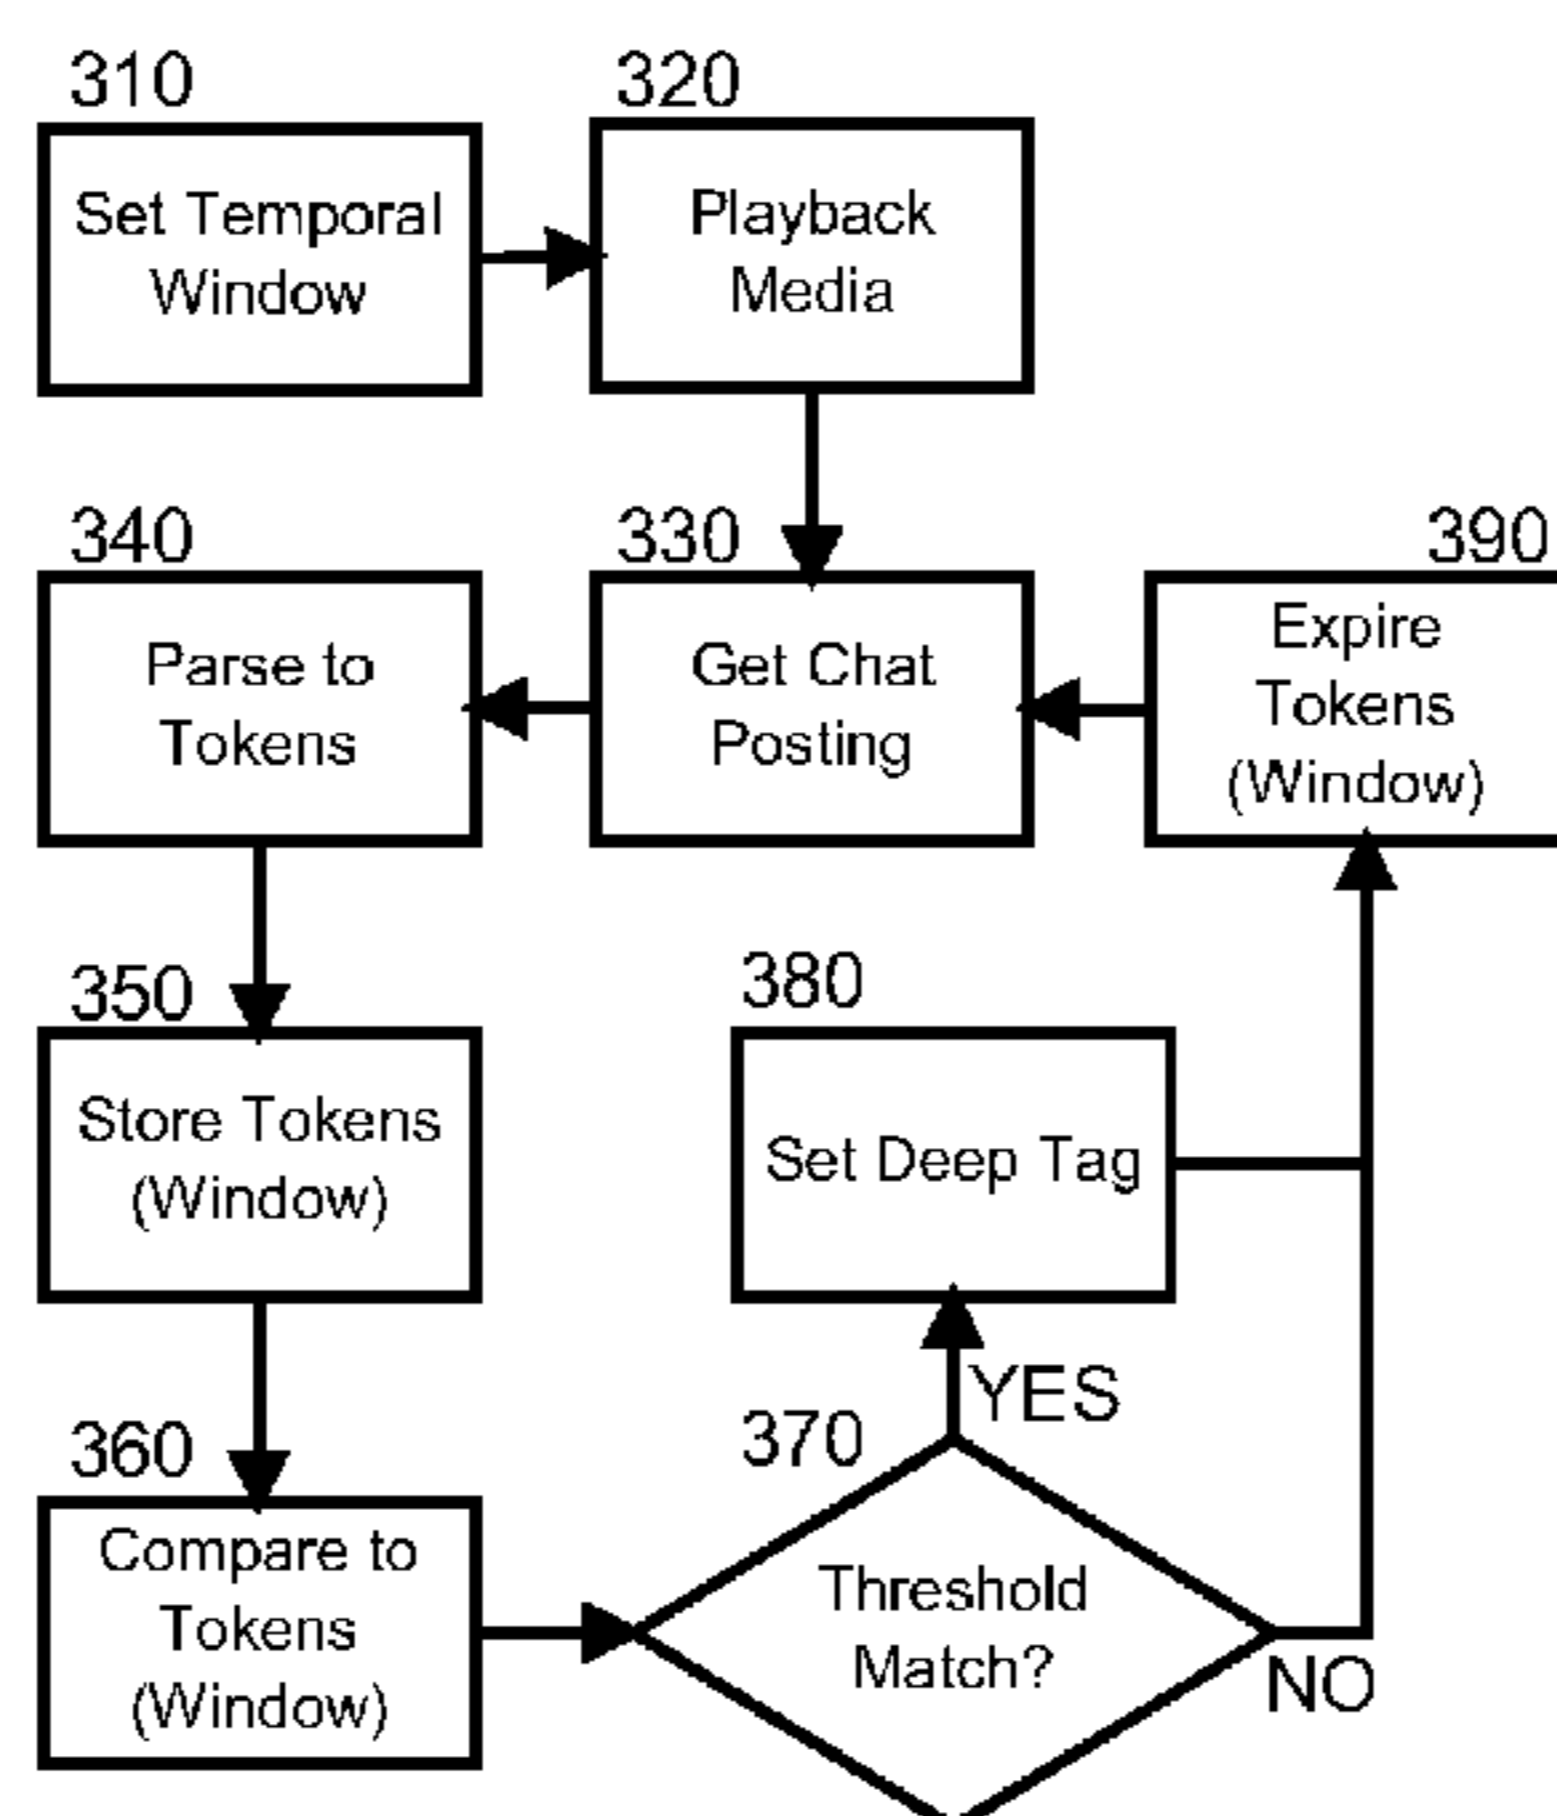 310
Set Temporal
Window
320
Playback
Media
340
Parse to
Tokens
330
Get Chat
Posting
390
Expire
Tokens
(Window)
350
Store Tokens
(Window)
380
Set Deep Tag
YES
360
Compare to
Tokens
(Window)
370
Threshold
Match?
NO